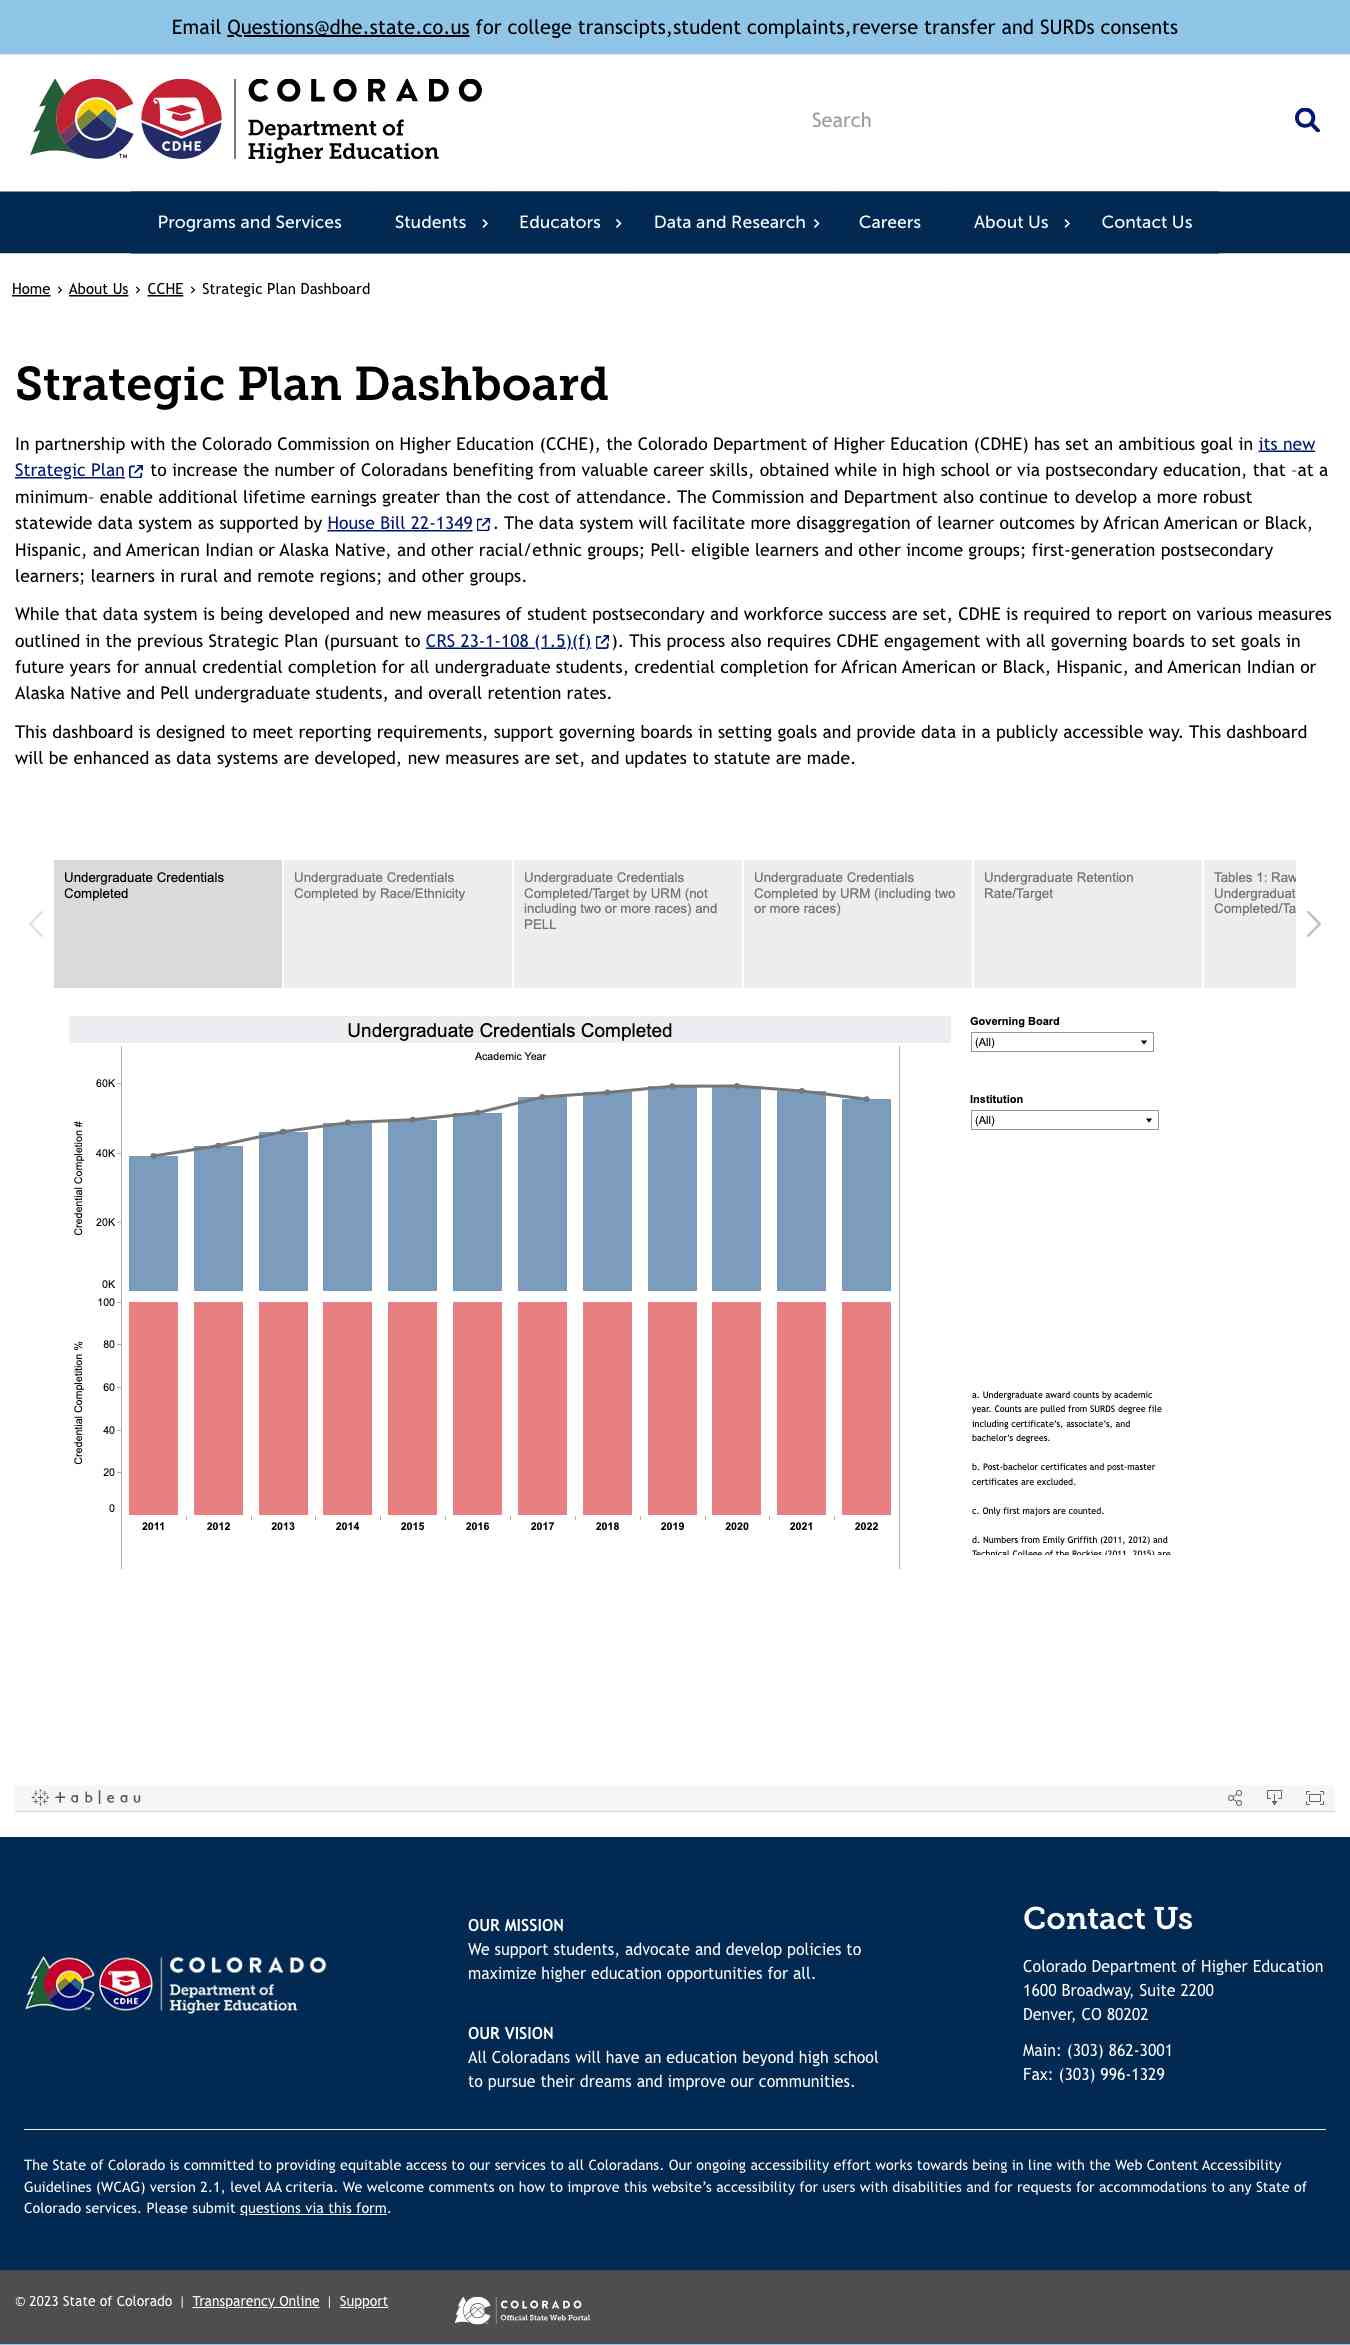 Email Questions@dhe.state.co.us for college transcipts,student complaints,reverse transfer and SURDs consents
COLORADO
Department of
Higher Education
CDHE
TM
Search
Programs and Services
Students
Educators
Data and Research
Careers
About Us
Contact Us
Home › About Us › CCHE › Strategic Plan Dashboard
Strategic Plan Dashboard
In partnership with the Colorado Commission on Higher Education (CCHE), the Colorado Department of Higher Education (CDHE) has set an ambitious goal in its new
Strategic Plan to increase the number of Coloradans benefiting from valuable career skills, obtained while in high school or via postsecondary education, that -at a
minimum- enable additional lifetime earnings greater than the cost of attendance. The Commission and Department also continue to develop a more robust
statewide data system as supported by House Bill 22-1349. The data system will facilitate more disaggregation of learner outcomes by African American or Black,
Hispanic, and American Indian or Alaska Native, and other racial/ethnic groups; Pell- eligible learners and other income groups; first-generation postsecondary
learners; learners in rural and remote regions; and other groups.
While that data system is being developed and new measures of student postsecondary and workforce success are set, CDHE is required to report on various measures
outlined in the previous Strategic Plan (pursuant to CRS 23-1-108 (1.5)(f)). This process also requires CDHE engagement with all governing boards to set goals in
future years for annual credential completion for all undergraduate students, credential completion for African American or Black, Hispanic, and American Indian or
Alaska Native and Pell undergraduate students, and overall retention rates.
This dashboard is designed to meet reporting requirements, support governing boards in setting goals and provide data in a publicly accessible way. This dashboard
will be enhanced as data systems are developed, new measures are set, and updates to statute are made.
Undergraduate Credentials
Completed
Undergraduate Credentials
Completed by Race/Ethnicity
Undergraduate Credentials
Completed/Target by URM (not
including two or more races) and
PELL
Undergraduate Credentials
Completed by URM (including two
or more races)
Undergraduate Retention
Rate/Target
Tables 1: Raw
Undergraduat
Completed/Ta
Undergraduate Credentials Completed
Academic Year
Credential Completion #
60K
40K
20K
0K
Credential Completition %
100
80
60
40
20
0
2011 2012 2013 2014 2015 2016 2017 2018 2019 2020 2021 2022
Governing Board
(All)
Institution
(All)
a. Undergraduate award counts by academic
year. Counts are pulled from SURDS degree file
including certificate's, associate's, and
bachelor's degrees.
b. Post-bachelor certificates and post-master
certificates are excluded.
c. Only first majors are counted.
d. Numbers from Emily Griffith (2011, 2012) and
Technical College of the Rockies (2011, 2015) are
+ableau
COLORADO
Department of
Higher Education
CDHE
OUR MISSION
We support students, advocate and develop policies to
maximize higher education opportunities for all.
OUR VISION
All Coloradans will have an education beyond high school
to pursue their dreams and improve our communities.
Contact Us
Colorado Department of Higher Education
1600 Broadway, Suite 2200
Denver, CO 80202
Main: (303) 862-3001
Fax: (303) 996-1329
The State of Colorado is committed to providing equitable access to our services to all Coloradans. Our ongoing accessibility effort works towards being in line with the Web Content Accessibility
Guidelines (WCAG) version 2.1, level AA criteria. We welcome comments on how to improve this website's accessibility for users with disabilities and for requests for accommodations to any State of
Colorado services. Please submit questions via this form.
© 2023 State of Colorado | Transparency Online | Support
COLORADO
Official State Web Portal